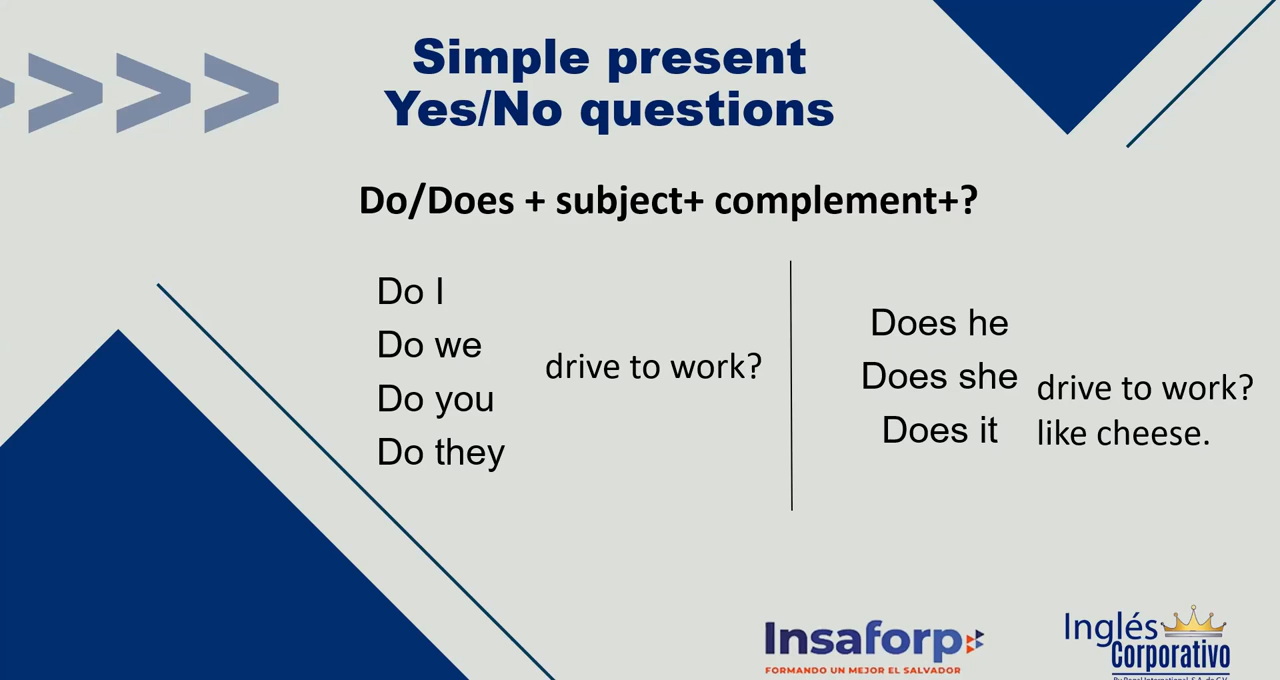 Simple present
Yes/No questions
Do/Does + subject+ complement+?
Do I
Do we
Do you
Do they
drive to work?
Does he
Does she
Does it
drive to work?
like cheese.
Insaforp
FORMANDO UN MEJOR EL SALVADOR
Inglés
Corporativo